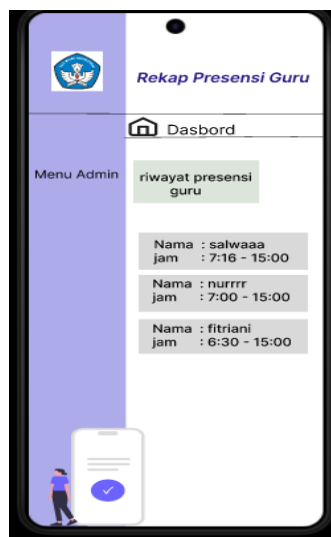 Rekap Presensi Guru
Dasbord
Menu Admin
riwayat presensi
guru
Nama : salwaaa
jam : 7:16 - 15:00
Nama : nurrrr
jam : 7:00 - 15:00
Nama : fitriani
jam : 6:30 - 15:00